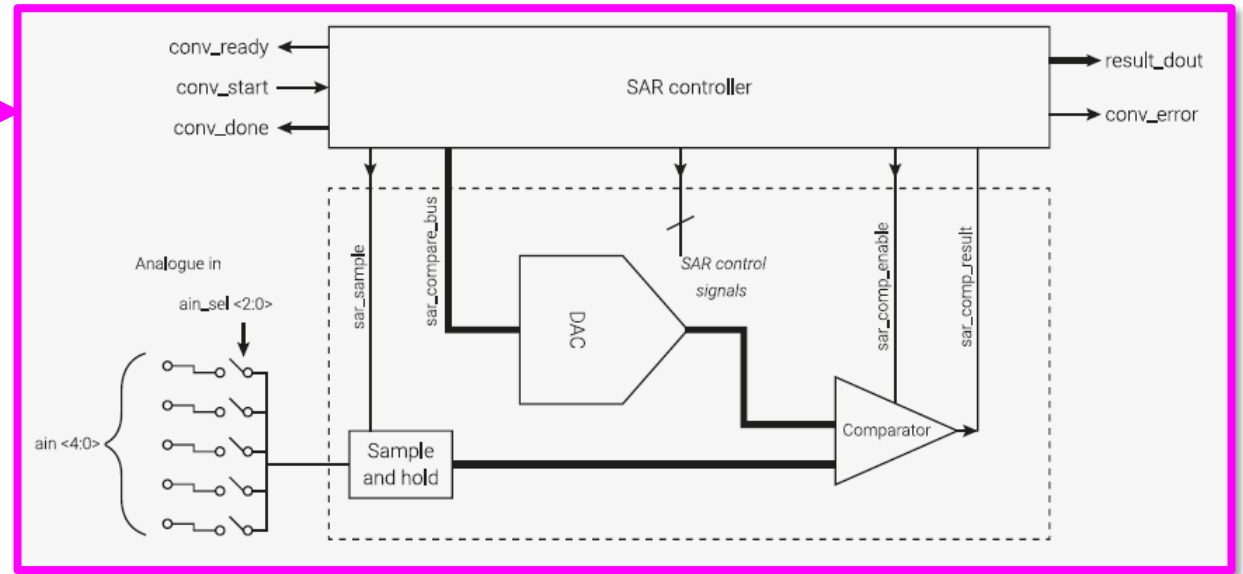 conv_ready
conv_start
conv_done
SAR controller
result_dout
conv_error
sar_sample
sar_compare_bus
SAR control
signals
sar_comp_enable
sar_comp_result
Analogue in
ain_sel <2:0>
DAC
ain <4:0>
Sample
and hold
Comparator